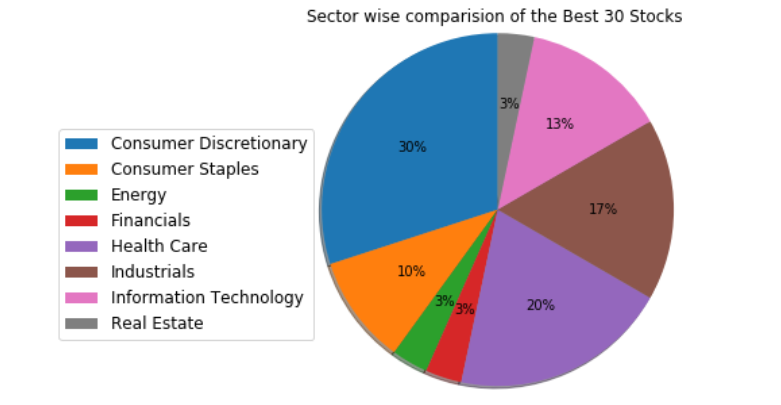 Sector wise comparision of the Best 30 Stocks
Consumer Discretionary
Consumer Staples
Energy
Financials
Health Care
Industrials
Information Technology
Real Estate
30%
10%
3%
3%
20%
17%
13%
3%